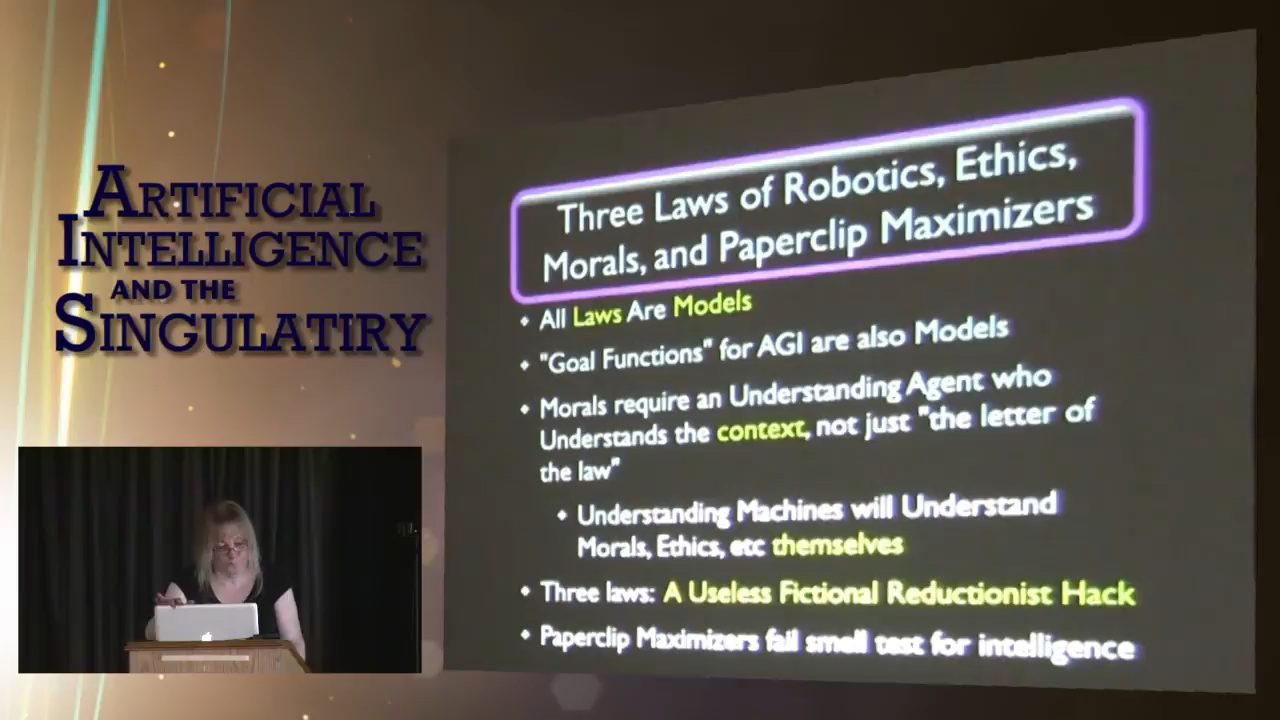 ARTIFICIAL
INTELLIGENCE
AND THE
SINGULATIRY
Three Laws of Robotics, Ethics,
Morals, and Paperclip Maximizers
• All Laws Are Models
• "Goal Functions" for AGI are also Models
• Morals require an Understanding Agent who
Understands the context, not just "the letter of
the law"
• Understanding Machines will Understand
Morals, Ethics, etc themselves
• Three laws: A Useless Fictional Reductionist Hack
• Paperclip Maximizers fail smell test for intelligence